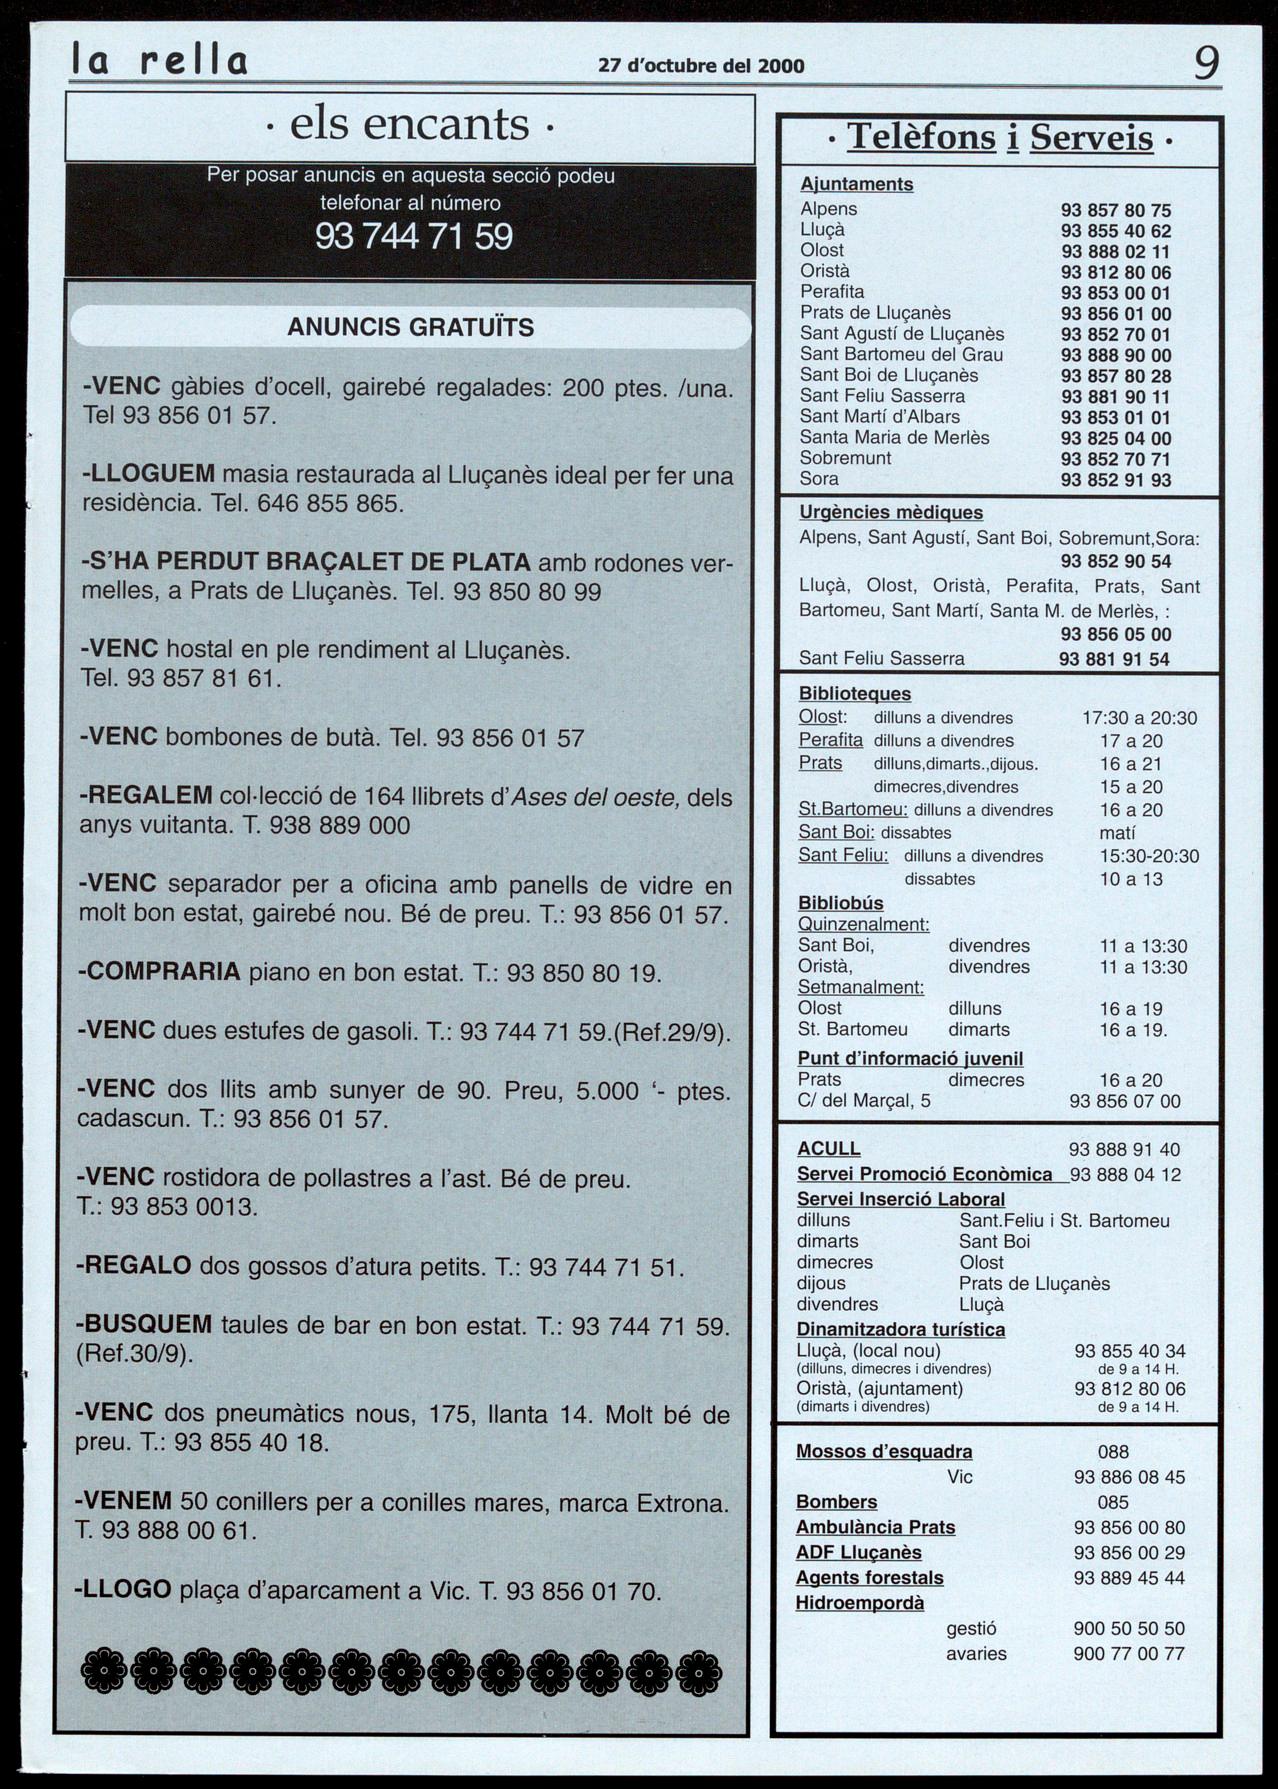 la rella
27 d'octubre del 2000
9
· els encants ·
Per posar anuncis en aquesta secció podeu
telefonar al número
93 744 71 59
ANUNCIS GRATUÏTS
-VENC gàbies d'ocell, gairebé regalades: 200 ptes. /una.
Tel 93 856 01 57.
-LLOGUEM masia restaurada al Lluçanès ideal per fer una
residència. Tel. 646 855 865.
-S'HA PERDUT BRAÇALET DE PLATA amb rodones ver-
melles, a Prats de Lluçanès. Tel. 93 850 80 99
-VENC hostal en ple rendiment al Lluçanès.
Tel. 93 857 81 61.
-VENC bombones de butà. Tel. 93 856 01 57
-REGALEM col·lecció de 164 llibrets d'Ases del oeste, dels
anys vuitanta. T. 938 889 000
-VENC separador per a oficina amb panells de vidre en
molt bon estat, gairebé nou. Bé de preu. T.: 93 856 01 57.
-COMPRARIA piano en bon estat. T.: 93 850 80 19.
-VENC dues estufes de gasoli. T.: 93 744 71 59.(Ref.29/9).
-VENC dos llits amb sunyer de 90. Preu, 5.000 ‘- ptes.
cadascun. T.: 93 856 01 57.
-VENC rostidora de pollastres a l'ast. Bé de preu.
T.: 93 853 0013.
-REGALO dos gossos d'atura petits. T.: 93 744 71 51.
-BUSQUEM taules de bar en bon estat. T.: 93 744 71 59.
(Ref.30/9).
-VENC dos pneumàtics nous, 175, llanta 14. Molt bé de
preu. T.: 93 855 40 18.
-VENEM 50 conillers per a conilles mares, marca Extrona.
T. 93 888 00 61.
-LLOGO plaça d'aparcament a Vic. T. 93 856 01 70.
· Telèfons i Serveis ·
Ajuntaments
Alpens 93 857 80 75
Lluçà 93 855 40 62
Olost 93 888 02 11
Oristà 93 812 80 06
Perafita 93 853 00 01
Prats de Lluçanès 93 856 01 00
Sant Agustí de Lluçanès 93 852 70 01
Sant Bartomeu del Grau 93 888 90 00
Sant Boi de Lluçanès 93 857 80 28
Sant Feliu Sasserra 93 881 90 11
Sant Martí d'Albars 93 853 01 01
Santa Maria de Merlès 93 825 04 00
Sobremunt 93 852 70 71
Sora 93 852 91 93
Urgències mèdiques
Alpens, Sant Agustí, Sant Boi, Sobremunt,Sora:
93 852 90 54
Lluçà, Olost, Oristà, Perafita, Prats, Sant
Bartomeu, Sant Martí, Santa M. de Merlès, :
93 856 05 00
Sant Feliu Sasserra 93 881 91 54
Biblioteques
Olost: dilluns a divendres 17:30 a 20:30
Perafita dilluns a divendres 17 a 20
Prats dilluns,dimarts.,dijous. 16 a 21
dimecres,divendres 15 a 20
St.Bartomeu: dilluns a divendres 16 a 20
Sant Boi: dissabtes matí
Sant Feliu: dilluns a divendres 15:30-20:30
dissabtes 10 a 13
Bibliobús
Quinzenalment:
Sant Boi, divendres 11 a 13:30
Oristà, divendres 11 a 13:30
Setmanalment:
Olost dilluns 16 a 19
St. Bartomeu dimarts 16 a 19.
Punt d'informació juvenil
Prats dimecres 16 a 20
C/ del Marçal, 5 93 856 07 00
ACULL 93 888 91 40
Servei Promoció Econòmica 93 888 04 12
Servei Inserció Laboral
dilluns Sant.Feliu i St. Bartomeu
dimarts Sant Boi
dimecres Olost
dijous Prats de Lluçanès
divendres Lluçà
Dinamitzadora turística
Lluçà, (local nou) 93 855 40 34
(dilluns, dimecres i divendres) de 9 a 14 H.
Oristà, (ajuntament) 93 812 80 06
(dimarts i divendres) de 9 a 14 H.
Mossos d'esquadra 088
Vic 93 886 08 45
Bombers 085
Ambulància Prats 93 856 00 80
ADF Lluçanès 93 856 00 29
Agents forestals 93 889 45 44
Hidroempordà
gestió 900 50 50 50
avaries 900 77 00 77